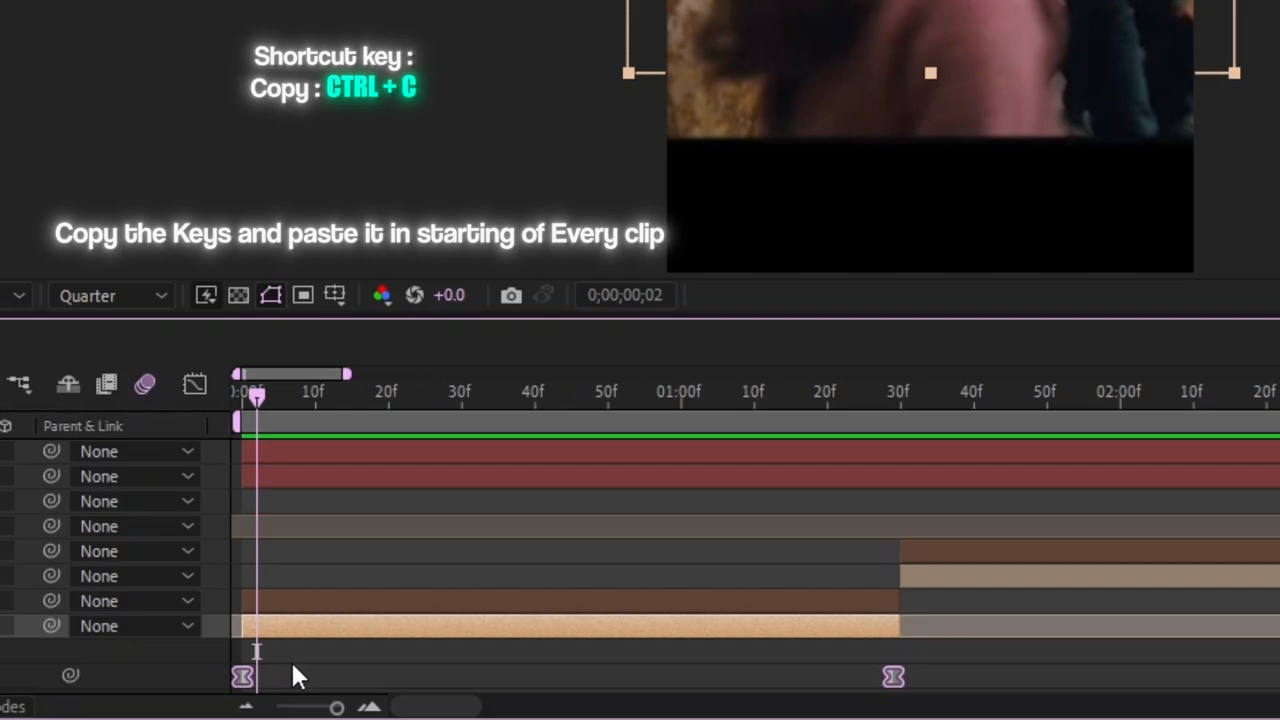 Shortcut key :
Copy : CTRL + C
Copy the Keys and paste it in starting of Every clip
Quarter
+0.0
0;00;00;02
10f 20f 30f 40f 50f 01:00f 10f 20f 30f 40f 50f 02:00f 10f 20f
Parent & Link
None
None
None
None
None
None
None
None